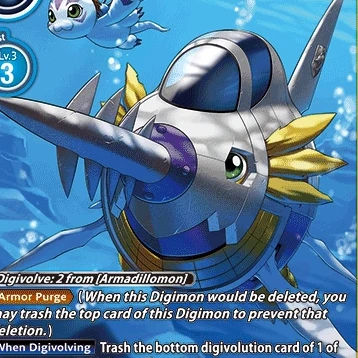 st
Lv.3
3
Digivolve: 2 from [Armadillomon]
Armor Purge (When this Digimon would be deleted, you
may trash the top card of this Digimon to prevent that
deletion.)
When Digivolving Trash the bottom digivolution card of 1 of